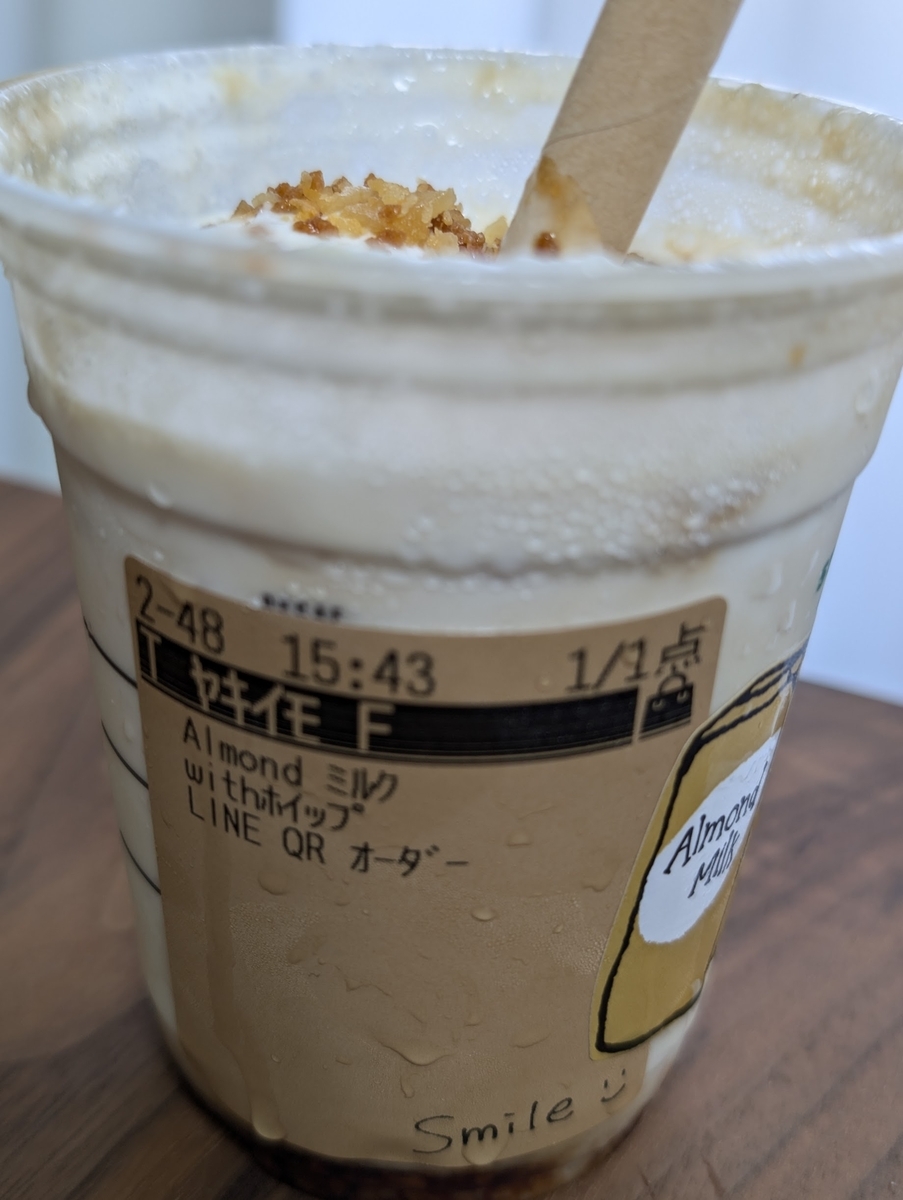 2-48 15:43 1/1点
T ヤキイモ F
Almond ミルク
withホイップ
LINE QR オーダー
Almond
Milk
Smile